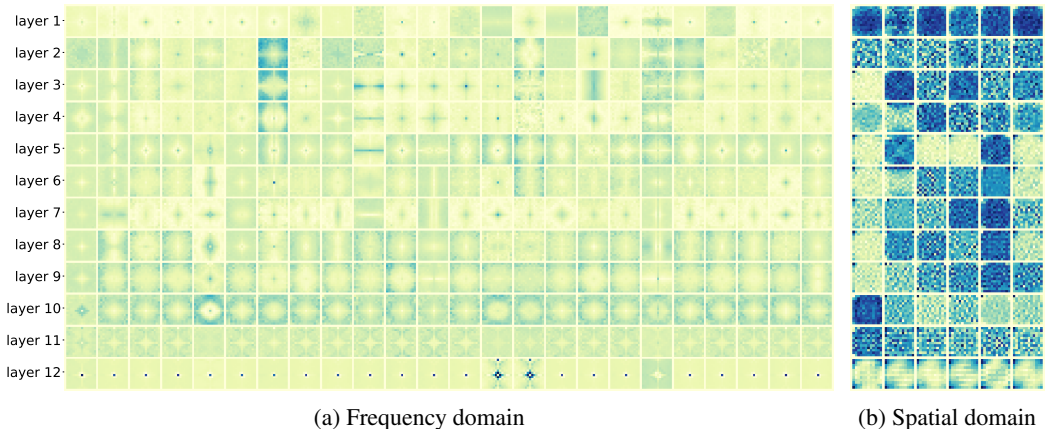 layer 1
layer 2
layer 3
layer 4
layer 5
layer 6
layer 7
layer 8
layer 9
layer 10
layer 11
layer 12
(a) Frequency domain
(b) Spatial domain